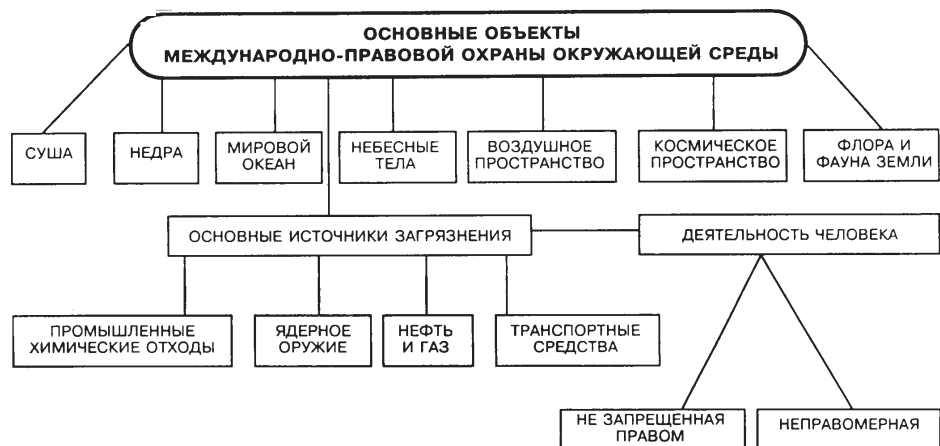 ОСНОВНЫЕ ОБЪЕКТЫ
МЕЖДУНАРОДНО-ПРАВОВОЙ ОХРАНЫ ОКРУЖАЮЩЕЙ СРЕДЫ
СУША
НЕДРА
МИРОВОЙ
ОКЕАН
НЕБЕСНЫЕ
ТЕЛА
ВОЗДУШНОЕ
ПРОСТРАНСТВО
КОСМИЧЕСКОЕ
ПРОСТРАНСТВО
ФЛОРА И
ФАУНА ЗЕМЛИ
ОСНОВНЫЕ ИСТОЧНИКИ ЗАГРЯЗНЕНИЯ
ДЕЯТЕЛЬНОСТЬ ЧЕЛОВЕКА
ПРОМЫШЛЕННЫЕ
ХИМИЧЕСКИЕ ОТХОДЫ
ЯДЕРНОЕ
ОРУЖИЕ
НЕФТЬ
И ГАЗ
ТРАНСПОРТНЫЕ
СРЕДСТВА
НЕ ЗАПРЕЩЕННАЯ
ПРАВОМ
НЕПРАВОМЕРНАЯ